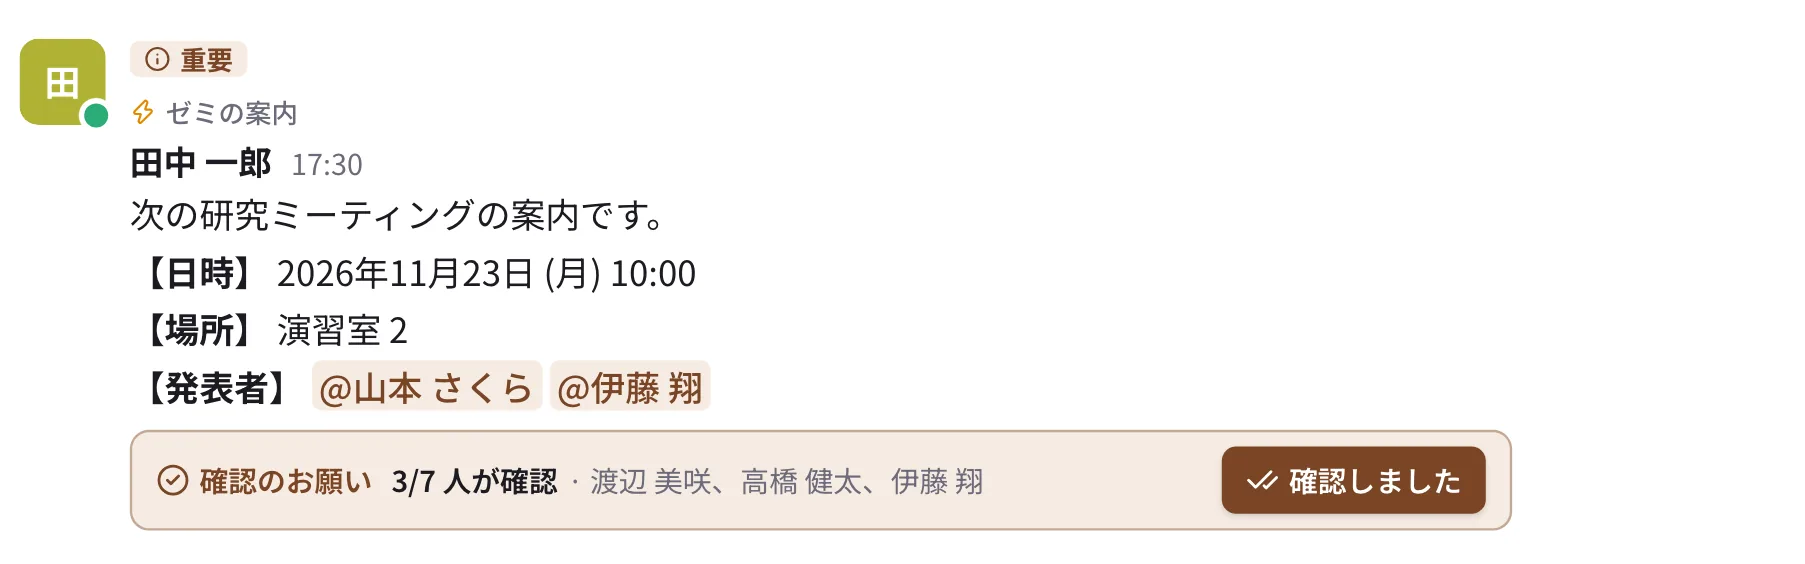 田
重要
ゼミの案内
田中 一郎 17:30
次の研究ミーティングの案内です。
【日時】 2026年11月23日 (月) 10:00
【場所】 演習室 2
【発表者】 @山本 さくら @伊藤 翔
確認のお願い 3/7 人が確認 · 渡辺 美咲、高橋 健太、伊藤 翔 確認しました